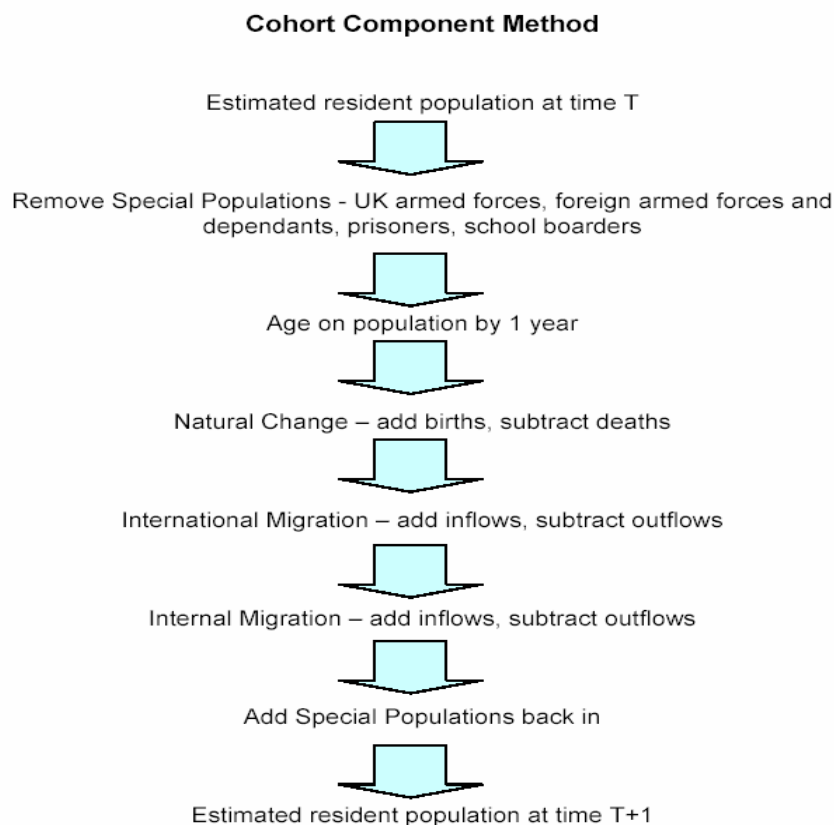 Cohort Component Method
Estimated resident population at time T
Remove Special Populations - UK armed forces, foreign armed forces and
dependants, prisoners, school boarders
Age on population by 1 year
Natural Change – add births, subtract deaths
International Migration – add inflows, subtract outflows
Internal Migration – add inflows, subtract outflows
Add Special Populations back in
Estimated resident population at time T+1